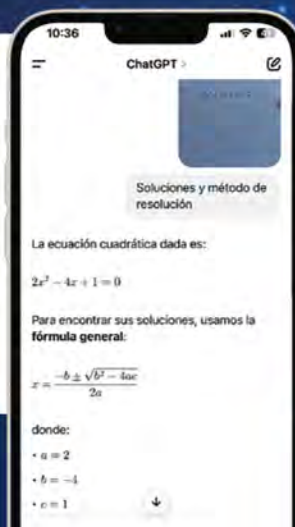 10:36
ChatGPT >
Soluciones y método de
resolución
La ecuación cuadrática dada es:
2x² − 4x + 1 = 0
Para encontrar sus soluciones, usamos la
fórmula general:
x = −b ± √b² − 4ac / 2a
donde:
• a = 2
• b = −4
• c = 1